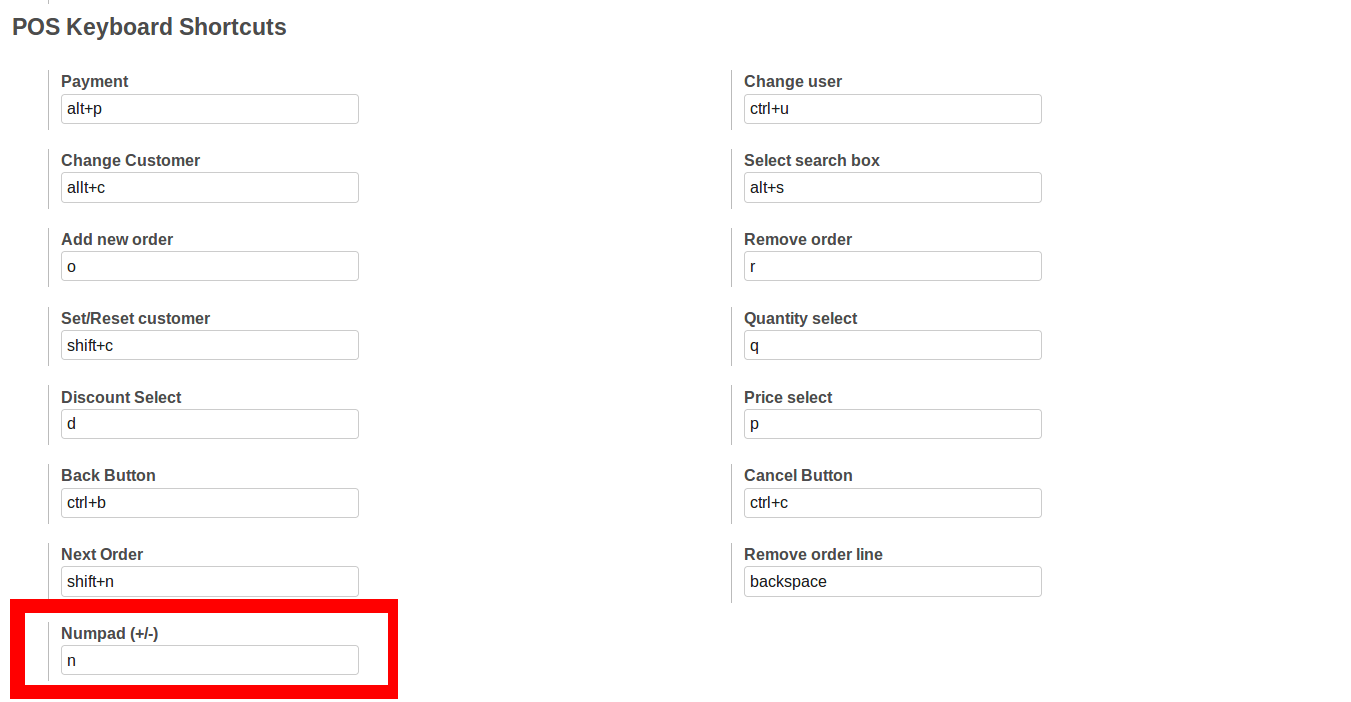 POS Keyboard Shortcuts
Payment
alt+p
Change user
ctrl+u
Change Customer
allt+c
Select search box
alt+s
Add new order
o
Remove order
r
Set/Reset customer
shift+c
Quantity select
q
Discount Select
d
Price select
p
Back Button
ctrl+b
Cancel Button
ctrl+c
Next Order
shift+n
Remove order line
backspace
Numpad (+/-)
n